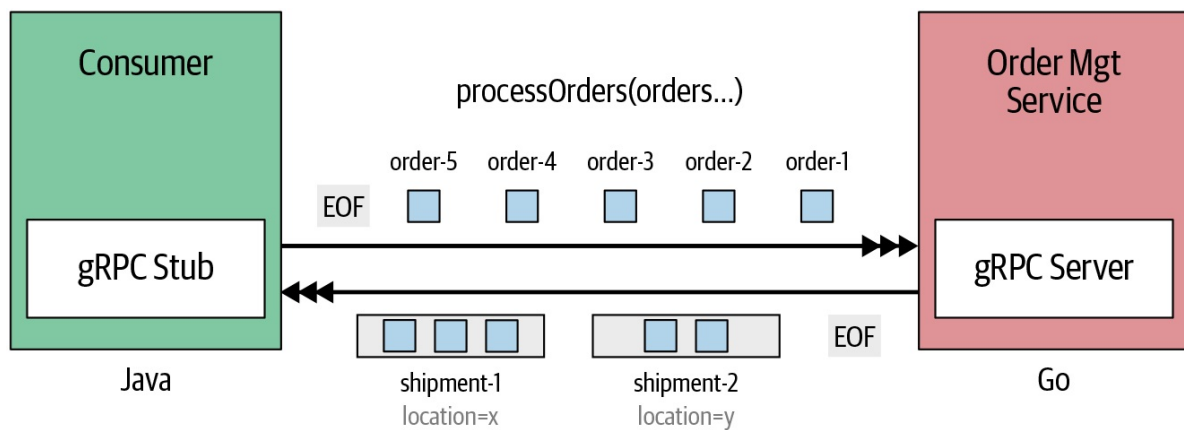 Consumer
Order Mgt
Service
processOrders(orders...)
order-5
order-4
order-3
order-2
order-1
EOF
gRPC Stub
gRPC Server
EOF
shipment-1
location=x
shipment-2
location=y
Java
Go